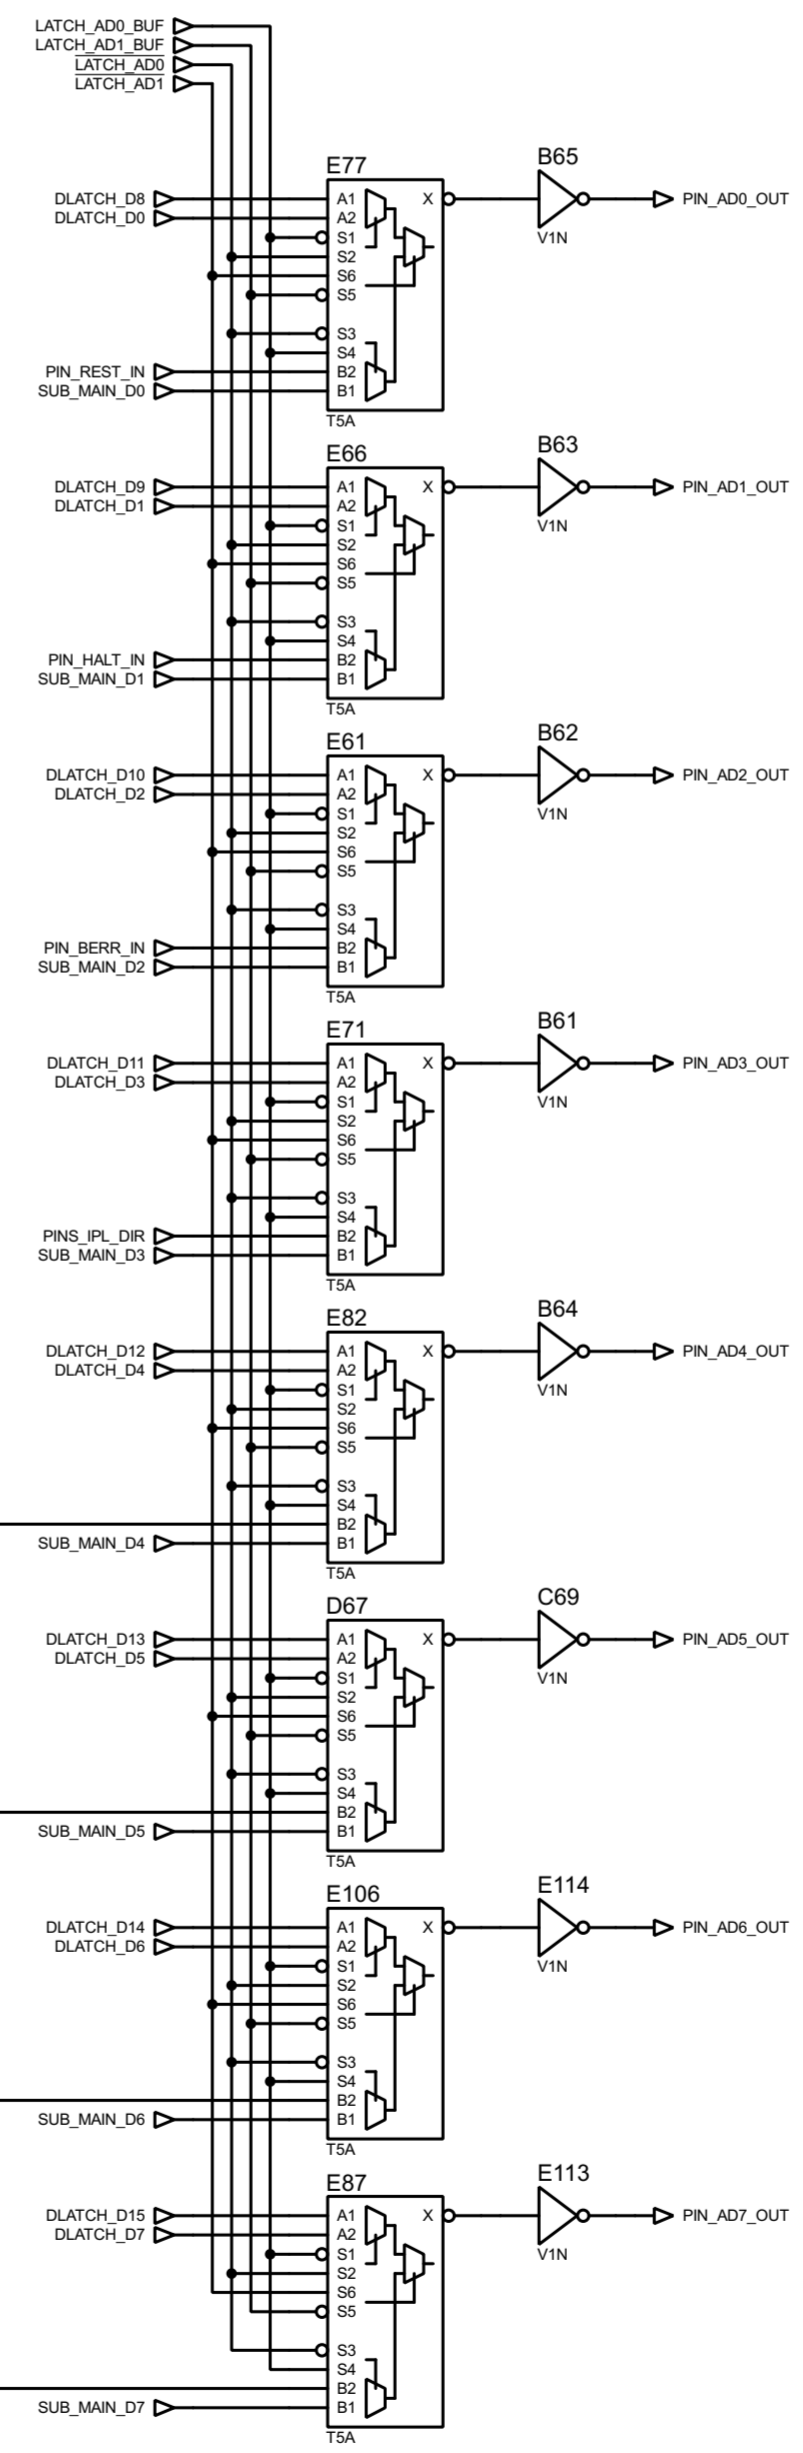 LATCH_AD0_BUF
LATCH_AD1_BUF
LATCH_AD0
LATCH_AD1
E77
B65
DLATCH_D8 A1 X PIN_AD0_OUT
DLATCH_D0 A2
S1 V1N
S2
S6
S5
S3
S4
PIN_REST_IN B2
SUB_MAIN_D0 B1
T5A
E66
B63
DLATCH_D9 A1 X PIN_AD1_OUT
DLATCH_D1 A2
S1 V1N
S2
S6
S5
S3
S4
PIN_HALT_IN B2
SUB_MAIN_D1 B1
T5A
E61
B62
DLATCH_D10 A1 X PIN_AD2_OUT
DLATCH_D2 A2
S1 V1N
S2
S6
S5
S3
S4
PIN_BERR_IN B2
SUB_MAIN_D2 B1
T5A
E71
B61
DLATCH_D11 A1 X PIN_AD3_OUT
DLATCH_D3 A2
S1 V1N
S2
S6
S5
S3
S4
PINS_IPL_DIR B2
SUB_MAIN_D3 B1
T5A
E82
B64
DLATCH_D12 A1 X PIN_AD4_OUT
DLATCH_D4 A2
S1 V1N
S2
S6
S5
S3
S4
B2
SUB_MAIN_D4 B1
T5A
D67
C69
DLATCH_D13 A1 X PIN_AD5_OUT
DLATCH_D5 A2
S1 V1N
S2
S6
S5
S3
S4
B2
SUB_MAIN_D5 B1
T5A
E106
E114
DLATCH_D14 A1 X PIN_AD6_OUT
DLATCH_D6 A2
S1 V1N
S2
S6
S5
S3
S4
B2
SUB_MAIN_D6 B1
T5A
E87
E113
DLATCH_D15 A1 X PIN_AD7_OUT
DLATCH_D7 A2
S1 V1N
S2
S6
S5
S3
S4
B2
SUB_MAIN_D7 B1
T5A